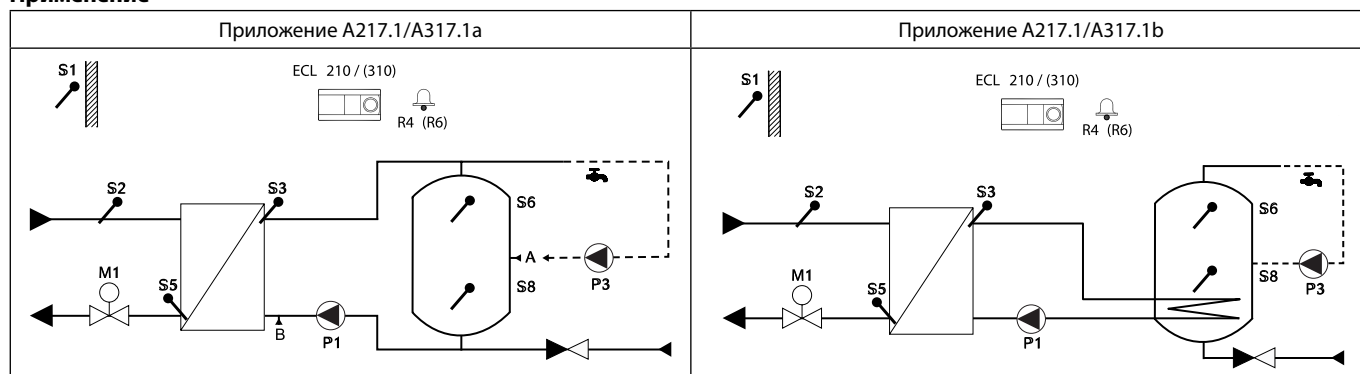 Применение
Приложение A217.1/A317.1a
Приложение A217.1/A317.1b
S1
ECL 210 / (310)
R4 (R6)
S2
S3
S6
A
P3
S8
M1
S5
B
P1
S1
ECL 210 / (310)
R4 (R6)
S2
S3
S6
S8
P3
M1
S5
P1